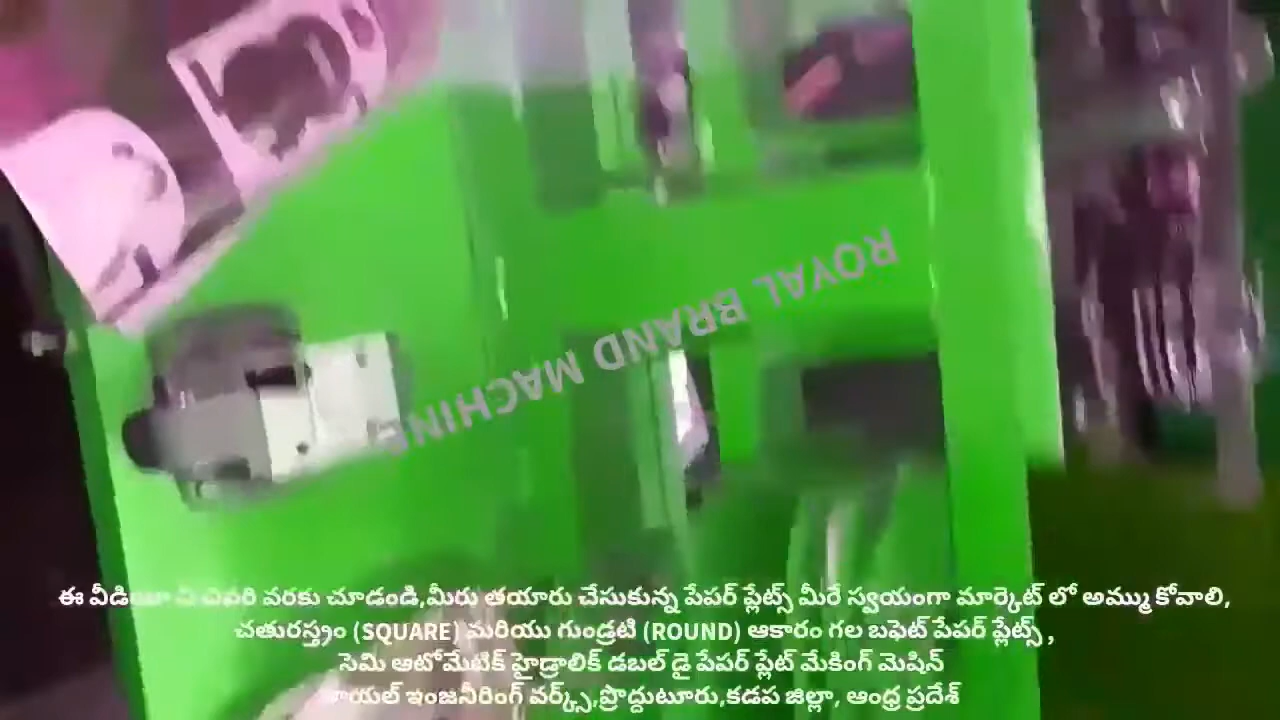 ROYAL BRAND MACHINE
ఈ వీడియో ని చివరి వరకు చూడండి,మీరు తయారు చేసుకున్న పేపర్ ప్లేట్స్ మీరే స్వయంగా మార్కెట్ లో అమ్ము కోవాలి,
చతురస్త్రం (SQUARE) మరియు గుండ్రటి (ROUND) ఆకారం గల బఫెట్ పేపర్ ప్లేట్స్ ,
సెమి ఆటోమేటిక్ హైడ్రాలిక్ డబల్ డై పేపర్ ప్లేట్ మేకింగ్ మెషిన్
రాయల్ ఇంజనీరింగ్ వర్క్స్,ప్రొద్దుటూరు,కడప జిల్లా, ఆంధ్ర ప్రదేశ్